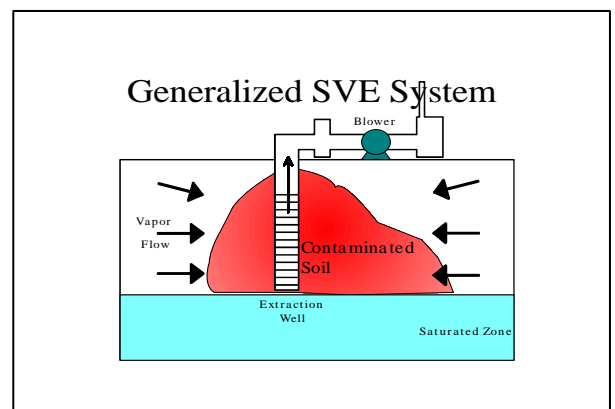 Generalized SVE System
Blower
Vapor
Flow
Contaminated
Soil
Extraction
Well
Saturated Zone